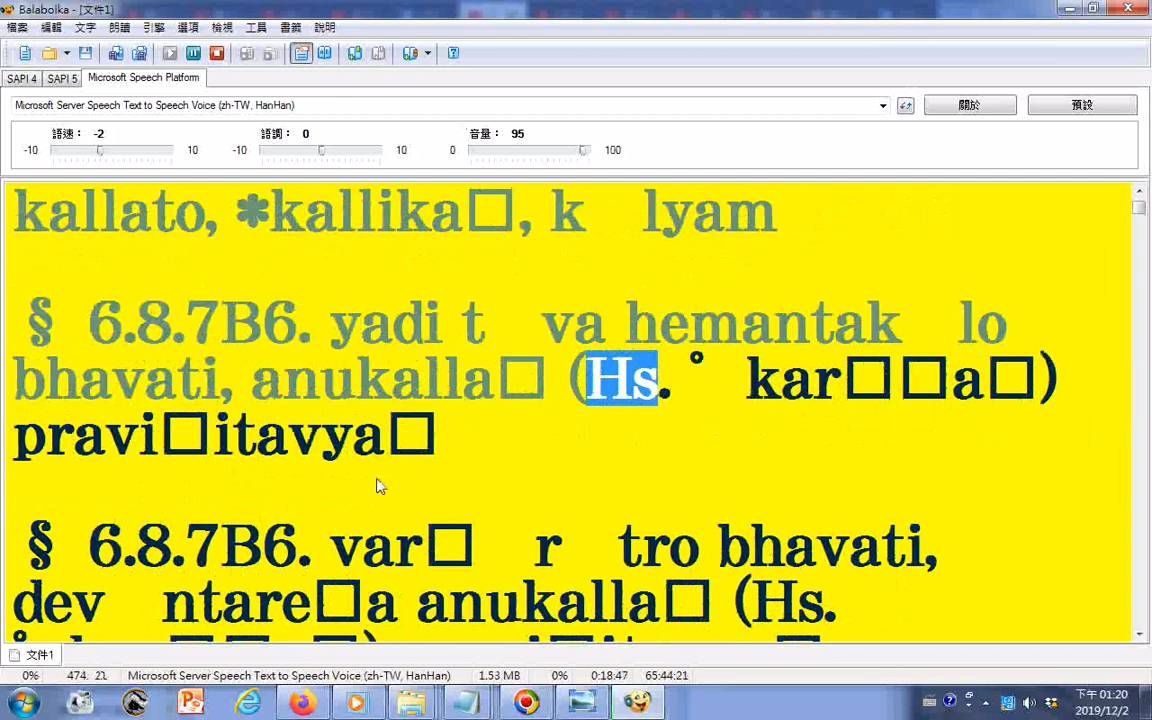 Balabolka - [文件1]
檔案 編輯 文字 朗讀 引擎 選項 檢視 工具 書籤 說明
SAPI 4 SAPI 5 Microsoft Speech Platform
Microsoft Server Speech Text to Speech Voice (zh-TW, HanHan) 關於 預設
語速： -2 語調： 0 音量： 95
-10 10 -10 10 0 100
kallato, *kallika□, k lyam
§ 6.8.7B6. yadi t va hemantak lo
bhavati, anukalla□ (Hs. ° kar□□a□)
pravi□itavya□
§ 6.8.7B6. var□ r tro bhavati,
dev ntare□a anukalla□ (Hs.
文件1
0% 474: 21 Microsoft Server Speech Text to Speech Voice (zh-TW, HanHan) 1.53 MB 0% 0:18:47 65:44:21
下午 01:20
2019/12/2